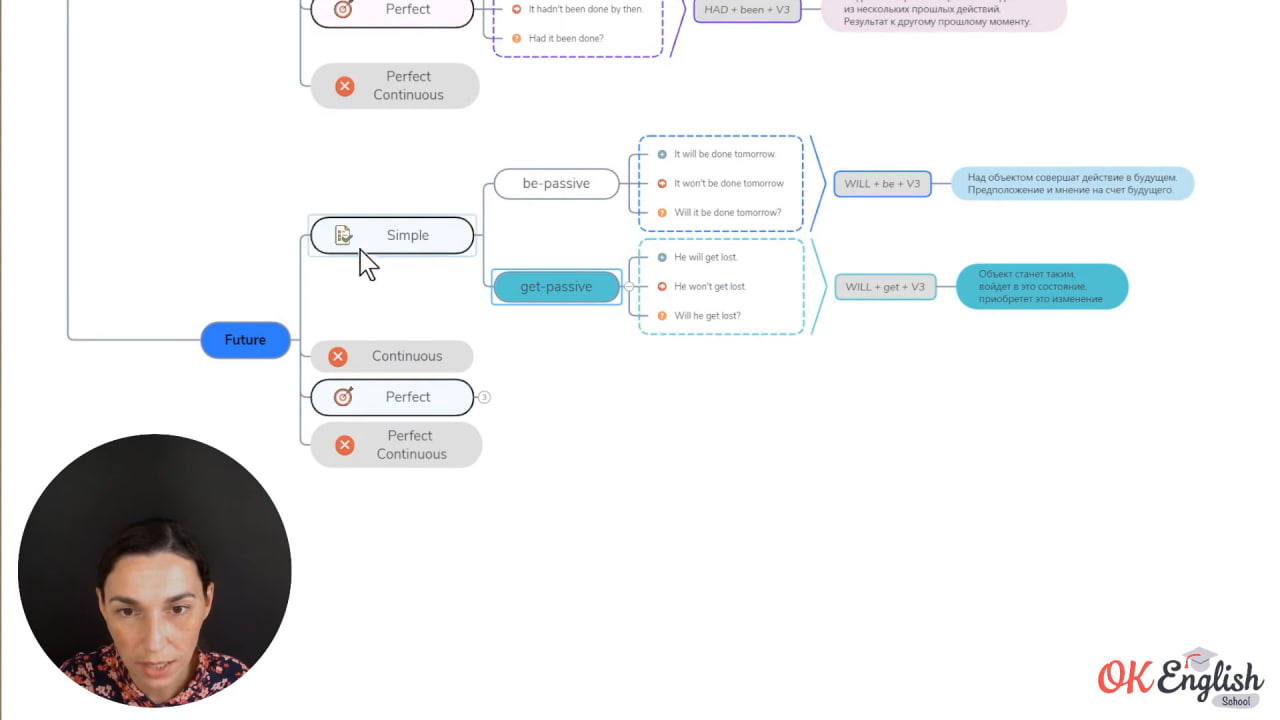 Perfect
It hadn't been done by then.
Had it been done?
HAD + been + V3
из нескольких прошлых действий.
Результат к другому прошлому моменту.
Perfect
Continuous
be-passive
It will be done tomorrow.
It won't be done tomorrow
Will it be done tomorrow?
WILL + be + V3
Над объектом совершат действие в будущем.
Предположение и мнение на счет будущего.
Simple
get-passive
He will get lost.
He won't get lost.
Will he get lost?
WILL + get + V3
Объект станет таким,
войдет в это состояние,
приобретет это изменение
Future
Continuous
Perfect
3
Perfect
Continuous
OK English
School